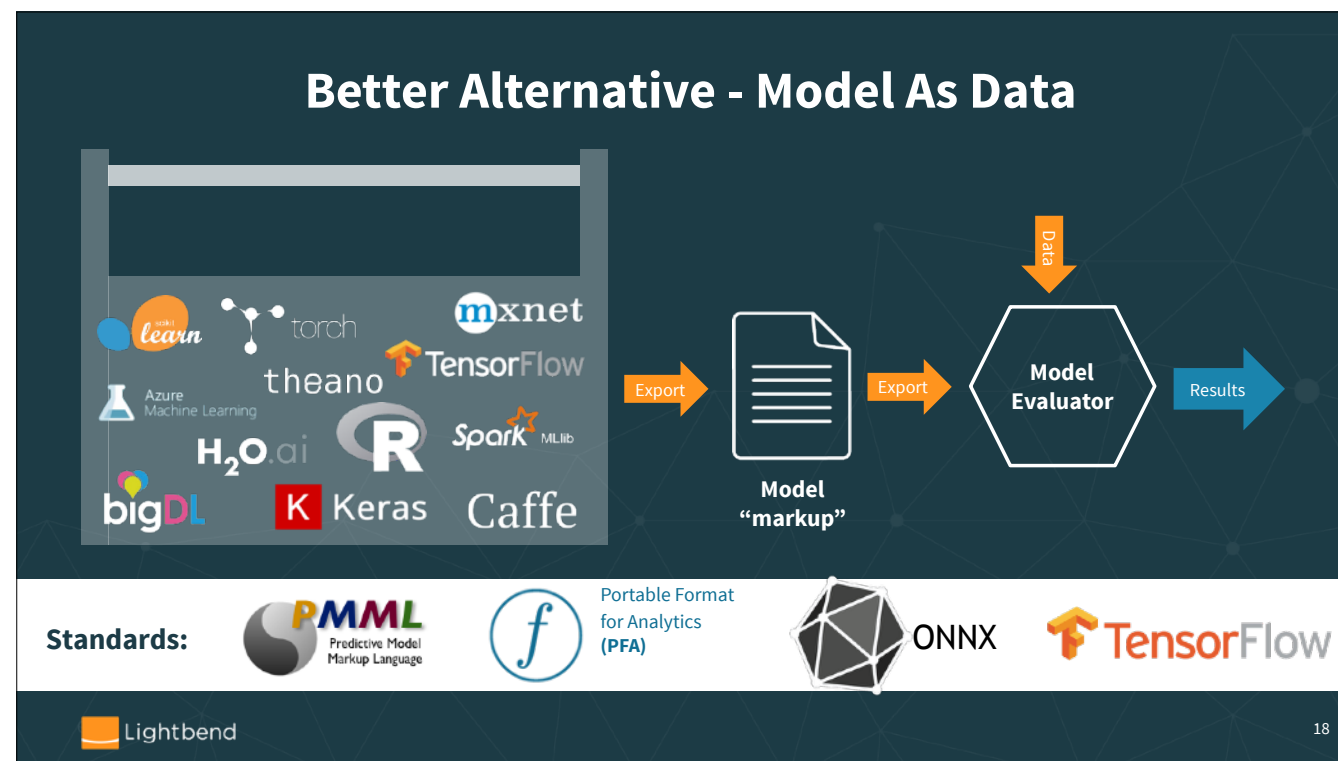 Better Alternative - Model As Data
scikit
learn
torch
mxnet
theano
TensorFlow
Azure
Machine Learning
H2O.ai
R
Spark MLlib
bigDL
K Keras
Caffe
Export
Model
“markup”
Export
Data
Model
Evaluator
Results
Standards:
PMML
Predictive Model
Markup Language
f
Portable Format
for Analytics
(PFA)
ONNX
TensorFlow
Lightbend
18